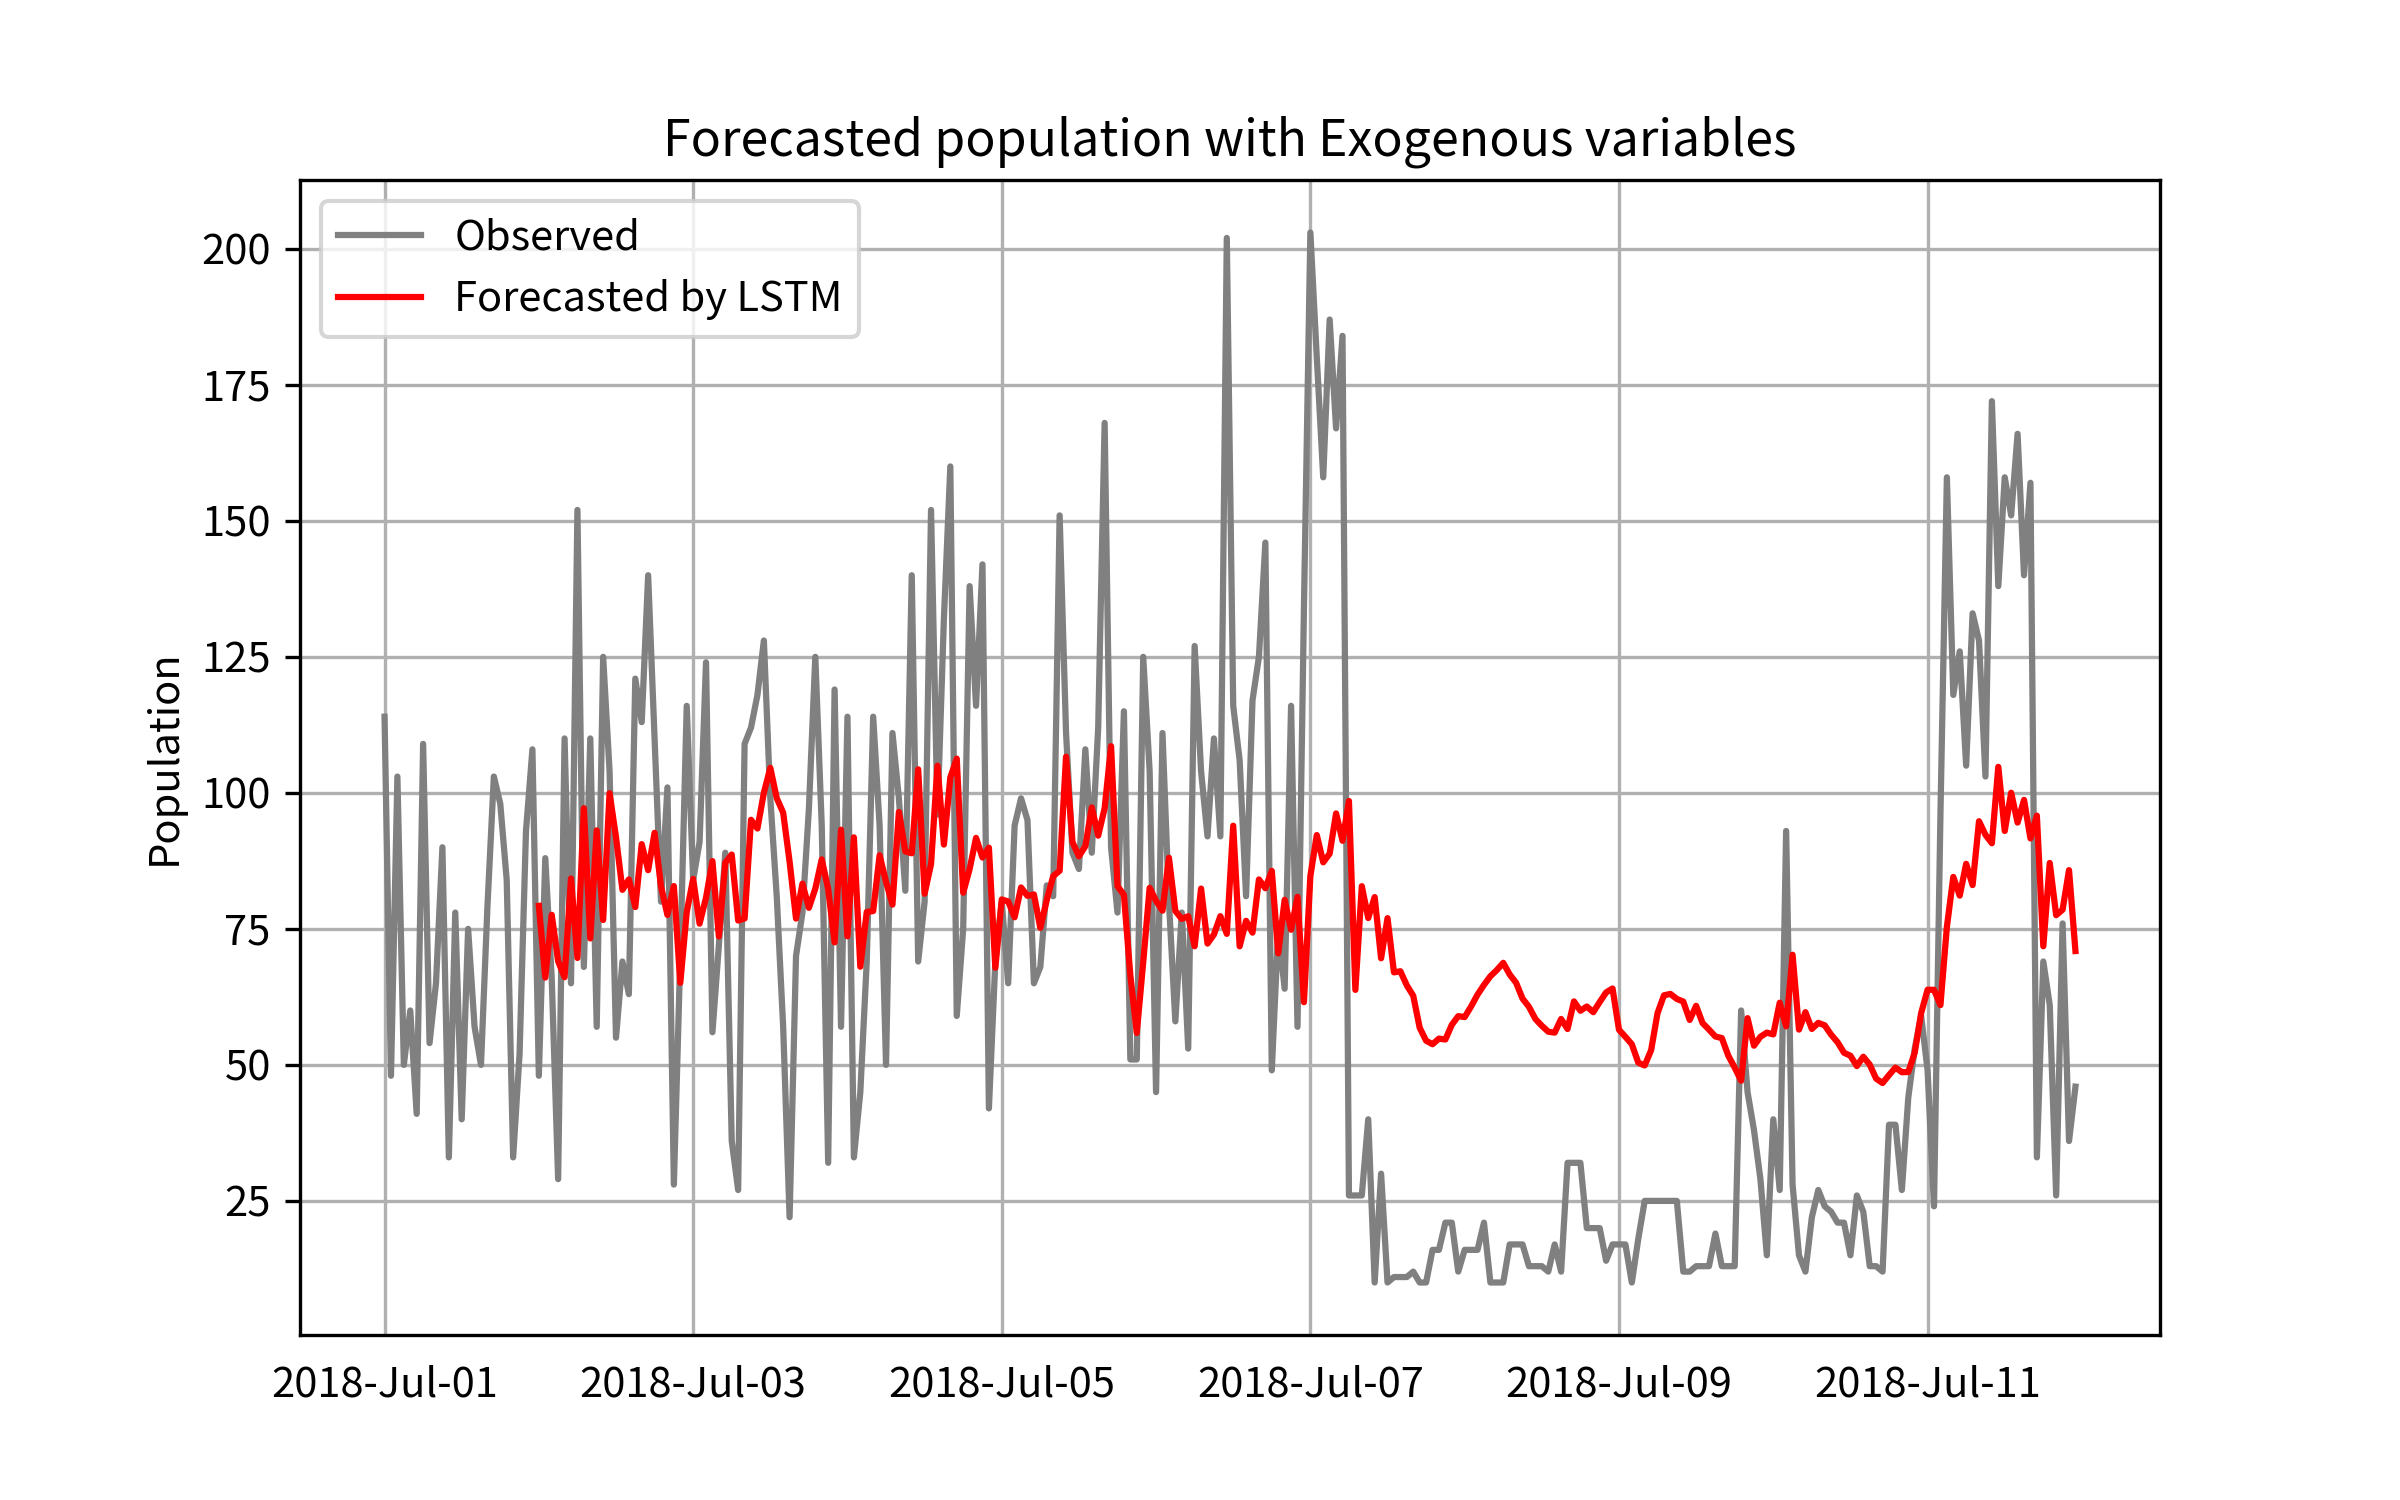 Forecasted population with Exogenous variables
Observed
Forecasted by LSTM
200
175
150
125
100
75
50
25
Population
2018-Jul-01 2018-Jul-03 2018-Jul-05 2018-Jul-07 2018-Jul-09 2018-Jul-11